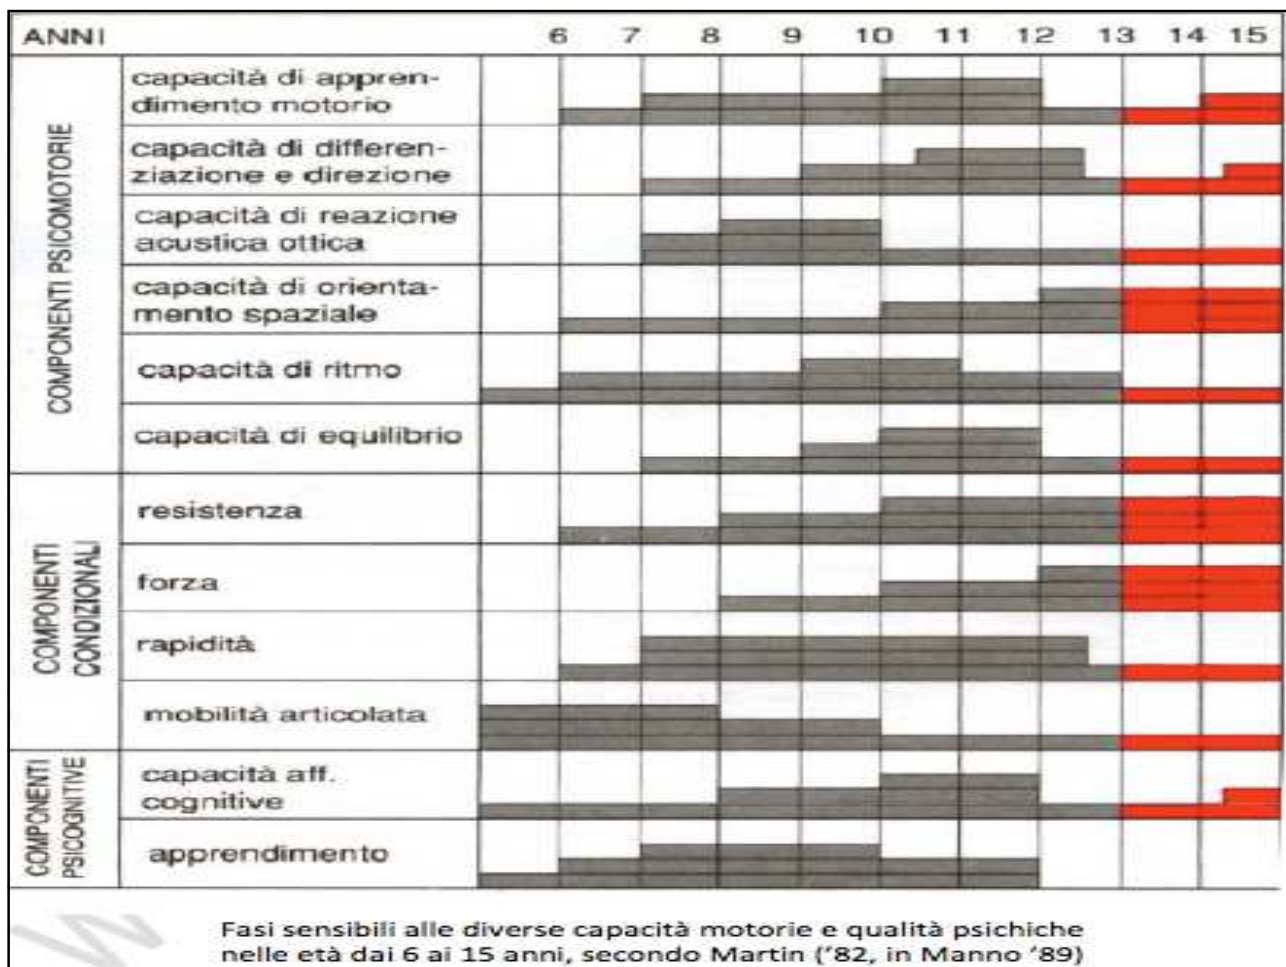 ANNI 6 7 8 9 10 11 12 13 14 15
COMPONENTI PSICOMOTORIE
capacità di appren-
dimento motorio
capacità di differen-
ziazione e direzione
capacità di reazione
acustica ottica
capacità di orienta-
mento spaziale
capacità di ritmo
capacità di equilibrio
COMPONENTI
CONDIZIONALI
resistenza
forza
rapidità
mobilità articolata
COMPONENTI
PSICOGNITIVE
capacità aff.
cognitive
apprendimento
Fasi sensibili alle diverse capacità motorie e qualità psichiche
nelle età dai 6 ai 15 anni, secondo Martin ('82, in Manno '89)